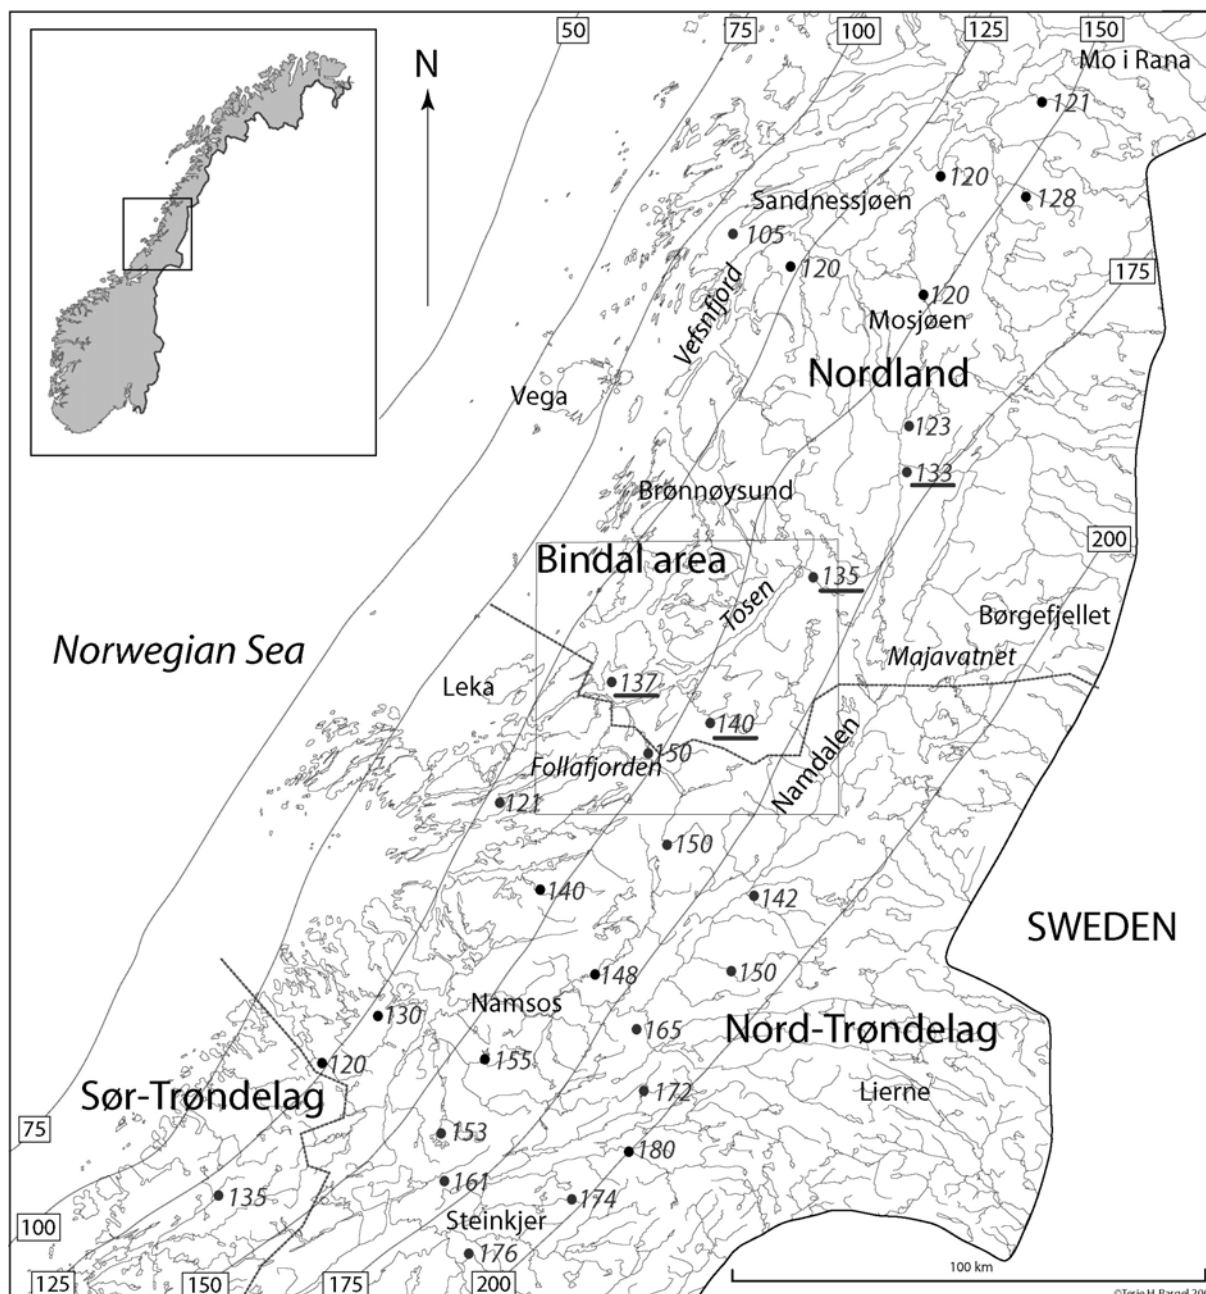 50
75
100
125
150
Mo i Rana
N
121
120
128
Sandnessjøen
105
120
175
Vefsnfjord
120
Mosjøen
Nordland
Vega
123
133
Brønnøysund
200
Bindal area
135
Tosen
Børgefjellet
Norwegian Sea
Majavatnet
Leka
137
140
150
Follafjorden
Namdalen
121
150
140
142
SWEDEN
148
150
Namsos
130
165
Nord-Trøndelag
155
120
172
Lierne
Sør-Trøndelag
75
153
180
161
135
174
Steinkjer
100
176
100 km
125
150
175
200